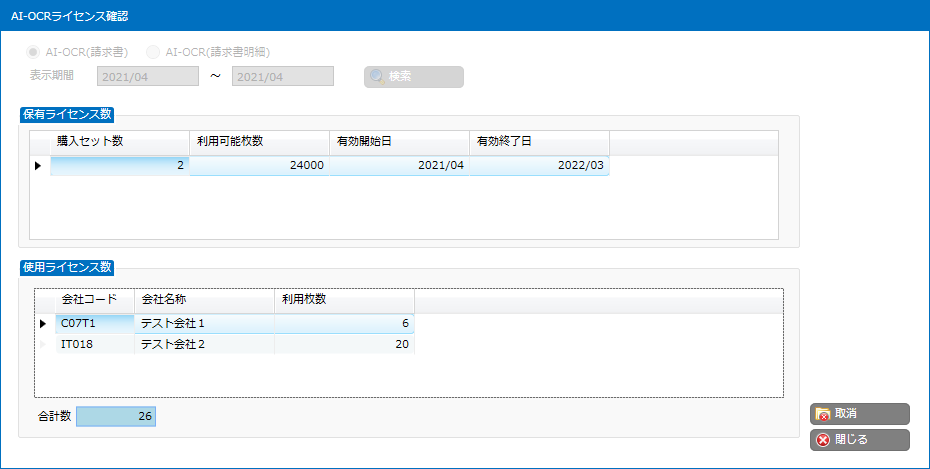 AI-OCRライセンス確認
AI-OCR(請求書) AI-OCR(請求書明細)
表示期間 2021/04 ～ 2021/04 検索
保有ライセンス数
購入セット数 利用可能枚数 有効開始日 有効終了日
2 24000 2021/04 2022/03
使用ライセンス数
会社コード 会社名称 利用枚数
C07T1 テスト会社１ 6
IT018 テスト会社２ 20
合計数 26
取消
閉じる